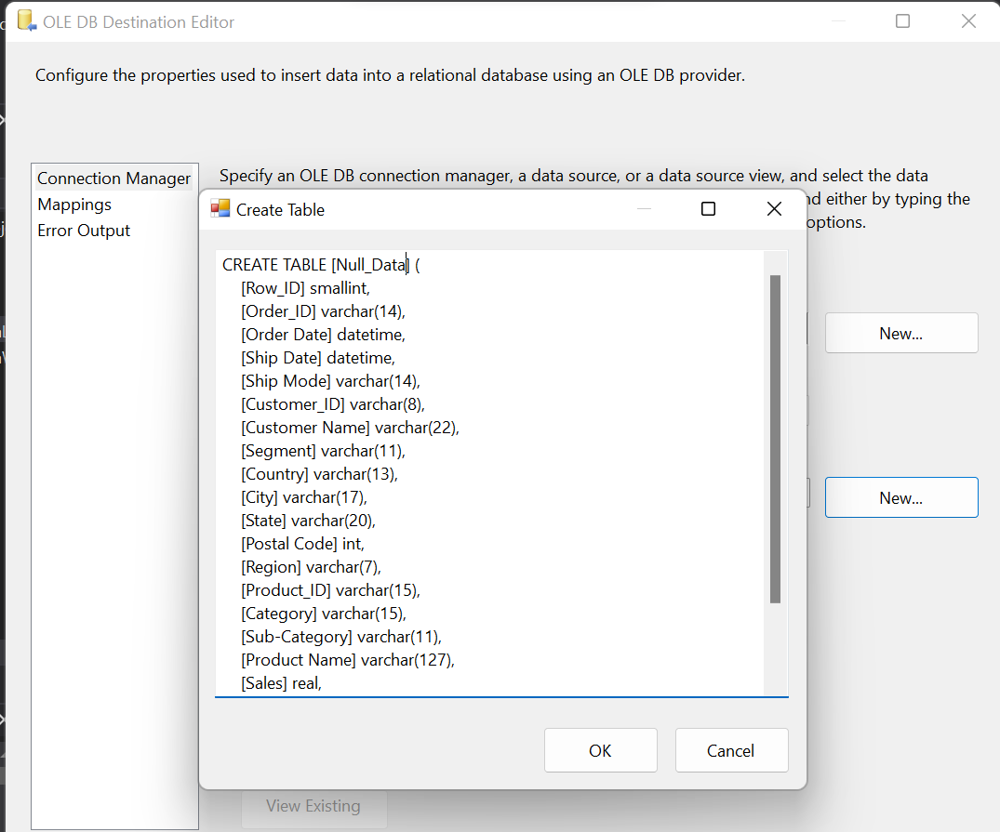 OLE DB Destination Editor
Configure the properties used to insert data into a relational database using an OLE DB provider.
Connection Manager
Mappings
Error Output
Specify an OLE DB connection manager, a data source, or a data source view, and select the data
either by typing the
options.
Create Table
CREATE TABLE [Null_Data] (
[Row_ID] smallint,
[Order_ID] varchar(14),
[Order Date] datetime,
[Ship Date] datetime,
[Ship Mode] varchar(14),
[Customer_ID] varchar(8),
[Customer Name] varchar(22),
[Segment] varchar(11),
[Country] varchar(13),
[City] varchar(17),
[State] varchar(20),
[Postal Code] int,
[Region] varchar(7),
[Product_ID] varchar(15),
[Category] varchar(15),
[Sub-Category] varchar(11),
[Product Name] varchar(127),
[Sales] real,
New...
New...
OK
Cancel
View Existing